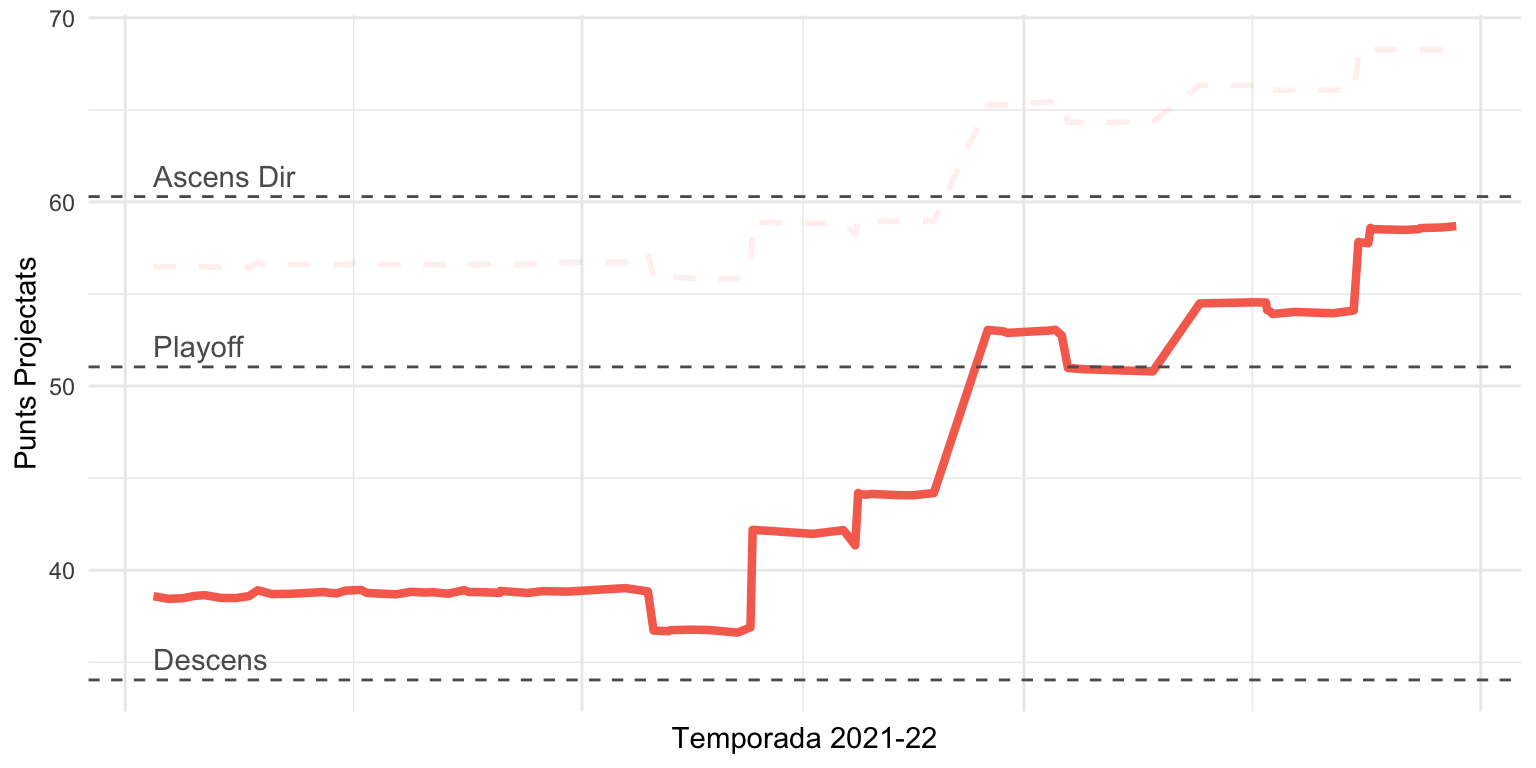 70
Ascens Dir
60
Playoff
50
Punts Projectats
40
Descens
Temporada 2021-22